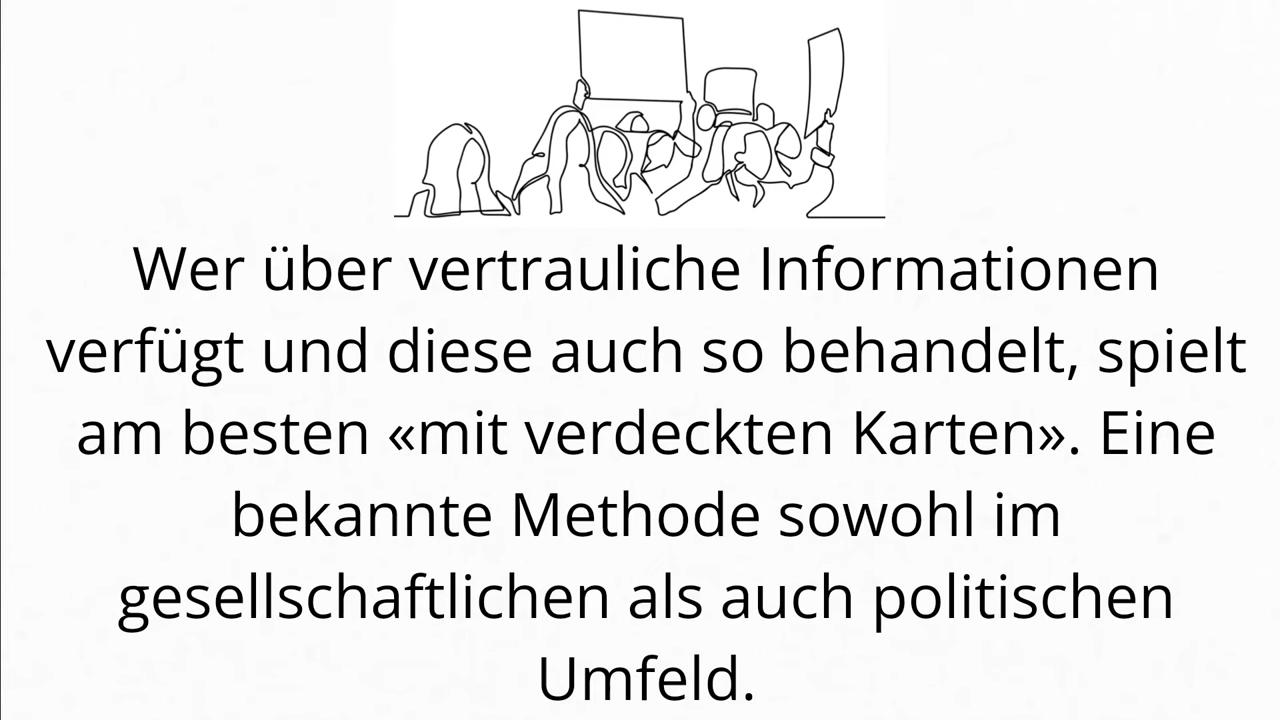 Wer über vertrauliche Informationen
verfügt und diese auch so behandelt, spielt
am besten «mit verdeckten Karten». Eine
bekannte Methode sowohl im
gesellschaftlichen als auch politischen
Umfeld.